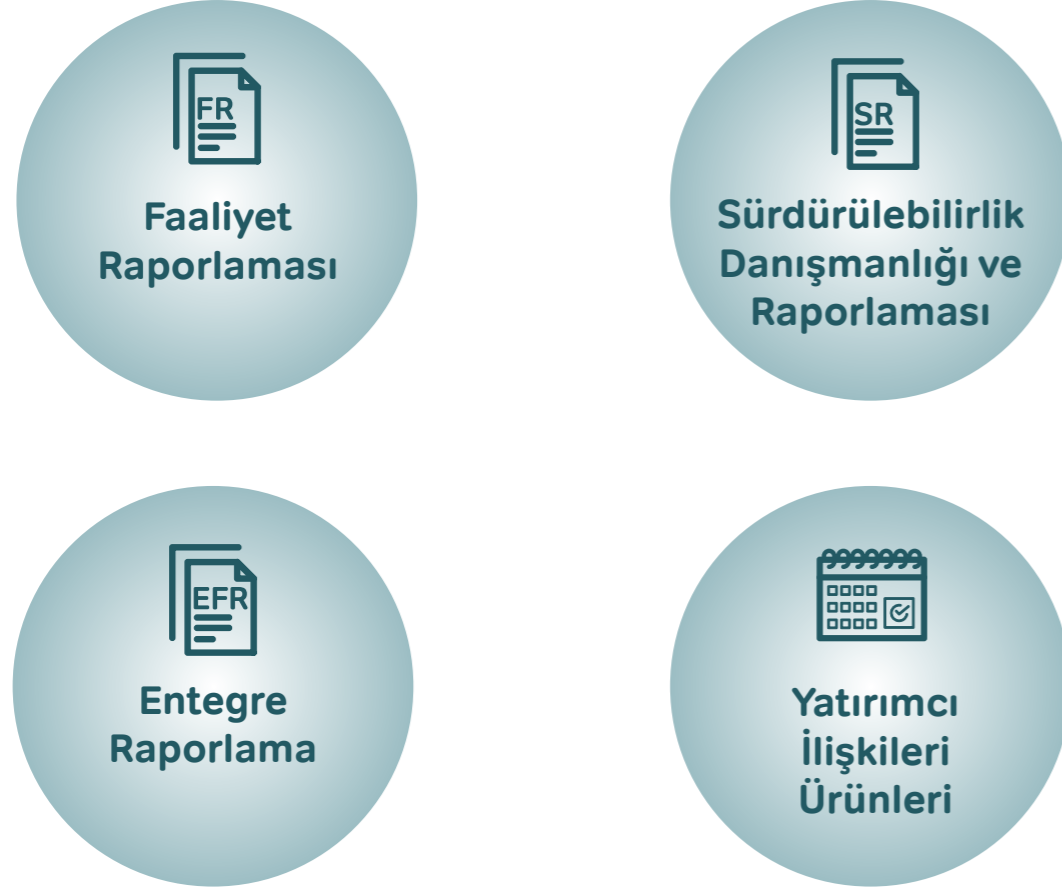 FR
Faaliyet
Raporlaması
SR
Sürdürülebilirlik
Danışmanlığı ve
Raporlaması
EFR
Entegre
Raporlama
Yatırımcı
İlişkileri
Ürünleri